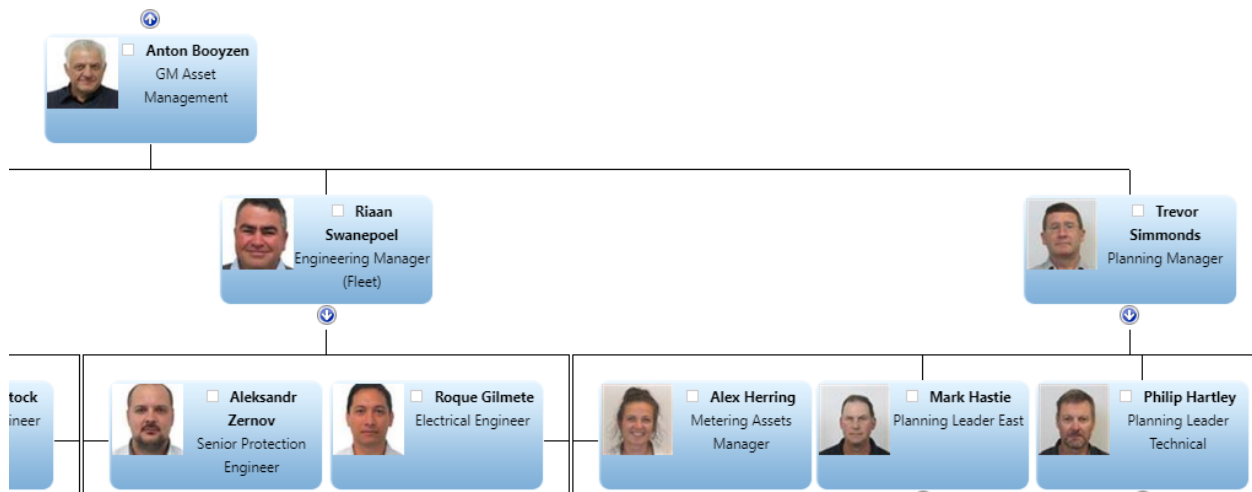 Anton Booyzen
GM Asset
Management
Riaan
Swanepoel
Engineering Manager
(Fleet)
Trevor
Simmonds
Planning Manager
tock
ineer
Aleksandr
Zernov
Senior Protection
Engineer
Roque Gilmete
Electrical Engineer
Alex Herring
Metering Assets
Manager
Mark Hastie
Planning Leader East
Philip Hartley
Planning Leader
Technical